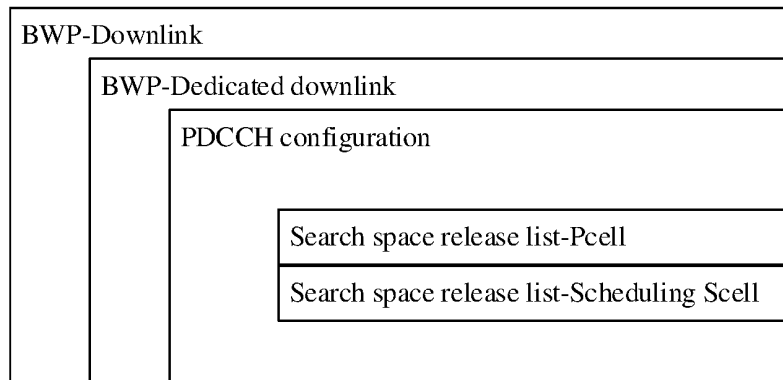 BWP-Downlink
BWP-Dedicated downlink
PDCCH configuration
Search space release list-Pcell
Search space release list-Scheduling Scell